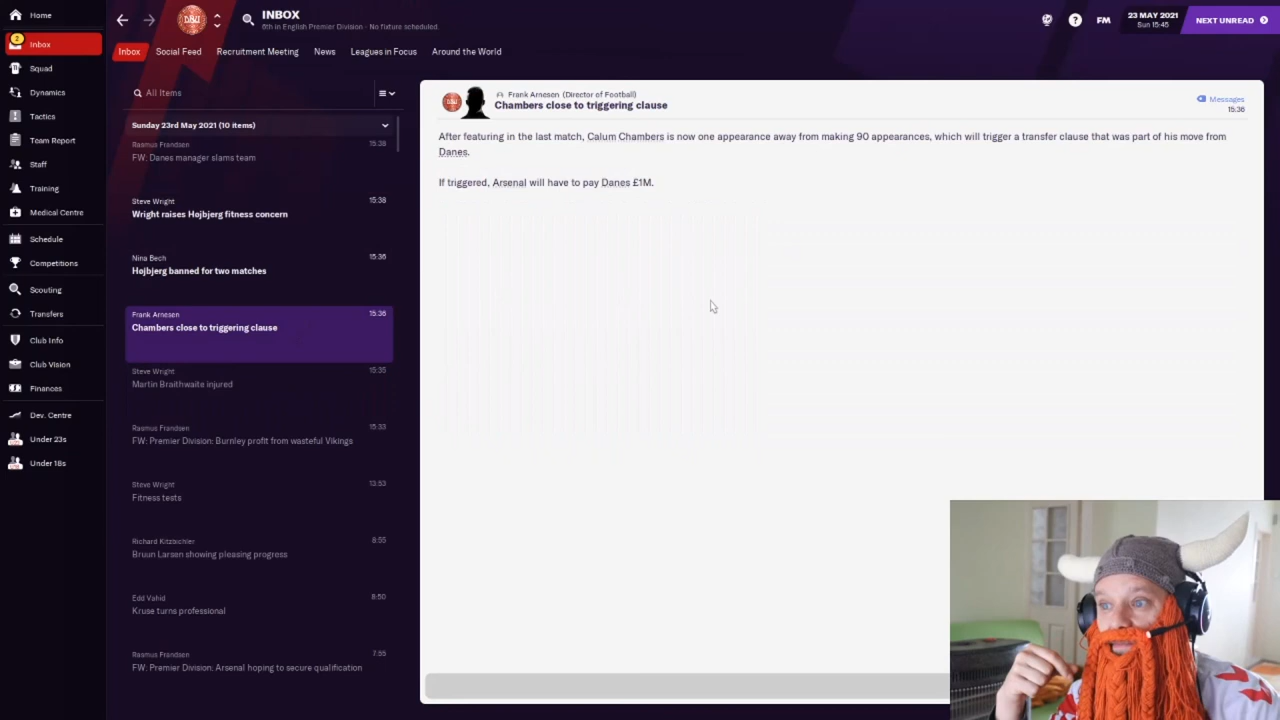 Home
2
Inbox
Squad
Dynamics
Tactics
Team Report
Staff
Training
Medical Centre
Schedule
Competitions
Scouting
Transfers
Club Info
Club Vision
Finances
Dev. Centre
Under 23s
Under 18s
DBU
INBOX
6th in English Premier Division - No fixture scheduled.
?
FM
23 MAY 2021
Sun 15:45
NEXT UNREAD
Inbox
Social Feed
Recruitment Meeting
News
Leagues in Focus
Around the World
All Items
Sunday 23rd May 2021 (10 items)
Rasmus Frandsen 15:38
FW: Danes manager slams team
Steve Wright 15:38
Wright raises Højbjerg fitness concern
Nina Bech 15:36
Højbjerg banned for two matches
Frank Arnesen 15:36
Chambers close to triggering clause
Steve Wright 15:35
Martin Braithwaite injured
Rasmus Frandsen 15:33
FW: Premier Division: Burnley profit from wasteful Vikings
Steve Wright 13:53
Fitness tests
Richard Kitzbichler 8:55
Bruun Larsen showing pleasing progress
Edd Vahid 8:50
Kruse turns professional
Rasmus Frandsen 7:55
FW: Premier Division: Arsenal hoping to secure qualification
DBU
Frank Arnesen (Director of Football)
Chambers close to triggering clause
Messages
15:36
After featuring in the last match, Calum Chambers is now one appearance away from making 90 appearances, which will trigger a transfer clause that was part of his move from
Danes.
If triggered, Arsenal will have to pay Danes £1M.